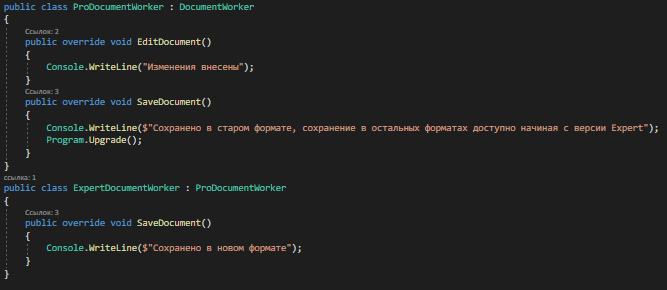 public class ProDocumentWorker : DocumentWorker
{
Ссылок: 2
public override void EditDocument()
{
Console.WriteLine("Изменения внесены");
}
Ссылок: 3
public override void SaveDocument()
{
Console.WriteLine($"Сохранено в старом формате, сохранение в остальных форматах доступно начиная с версии Expert");
Program.Upgrade();
}
}
ссылка: 1
public class ExpertDocumentWorker : ProDocumentWorker
{
Ссылок: 3
public override void SaveDocument()
{
Console.WriteLine($"Сохранено в новом формате");
}
}